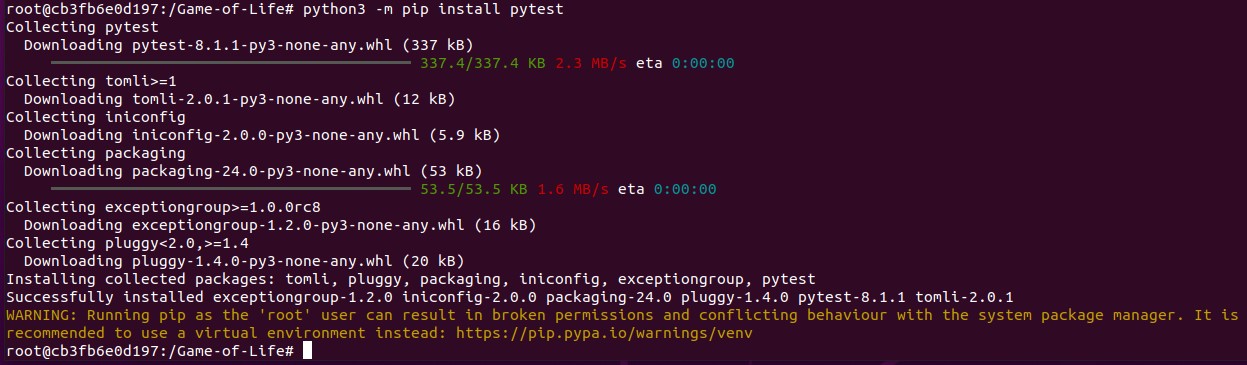 root@cb3fb6e0d197:/Game-of-Life# python3 -m pip install pytest
Collecting pytest
  Downloading pytest-8.1.1-py3-none-any.whl (337 kB)
     ━━━━━━━━━━━━━━━━━━━━━━━━━━━━━━━━━━━━━━━━ 337.4/337.4 KB 2.3 MB/s eta 0:00:00
Collecting tomli>=1
  Downloading tomli-2.0.1-py3-none-any.whl (12 kB)
Collecting iniconfig
  Downloading iniconfig-2.0.0-py3-none-any.whl (5.9 kB)
Collecting packaging
  Downloading packaging-24.0-py3-none-any.whl (53 kB)
     ━━━━━━━━━━━━━━━━━━━━━━━━━━━━━━━━━━━━━━━━ 53.5/53.5 KB 1.6 MB/s eta 0:00:00
Collecting exceptiongroup>=1.0.0rc8
  Downloading exceptiongroup-1.2.0-py3-none-any.whl (16 kB)
Collecting pluggy<2.0,>=1.4
  Downloading pluggy-1.4.0-py3-none-any.whl (20 kB)
Installing collected packages: tomli, pluggy, packaging, iniconfig, exceptiongroup, pytest
Successfully installed exceptiongroup-1.2.0 iniconfig-2.0.0 packaging-24.0 pluggy-1.4.0 pytest-8.1.1 tomli-2.0.1
WARNING: Running pip as the 'root' user can result in broken permissions and conflicting behaviour with the system package manager. It is
recommended to use a virtual environment instead: https://pip.pypa.io/warnings/venv
root@cb3fb6e0d197:/Game-of-Life#